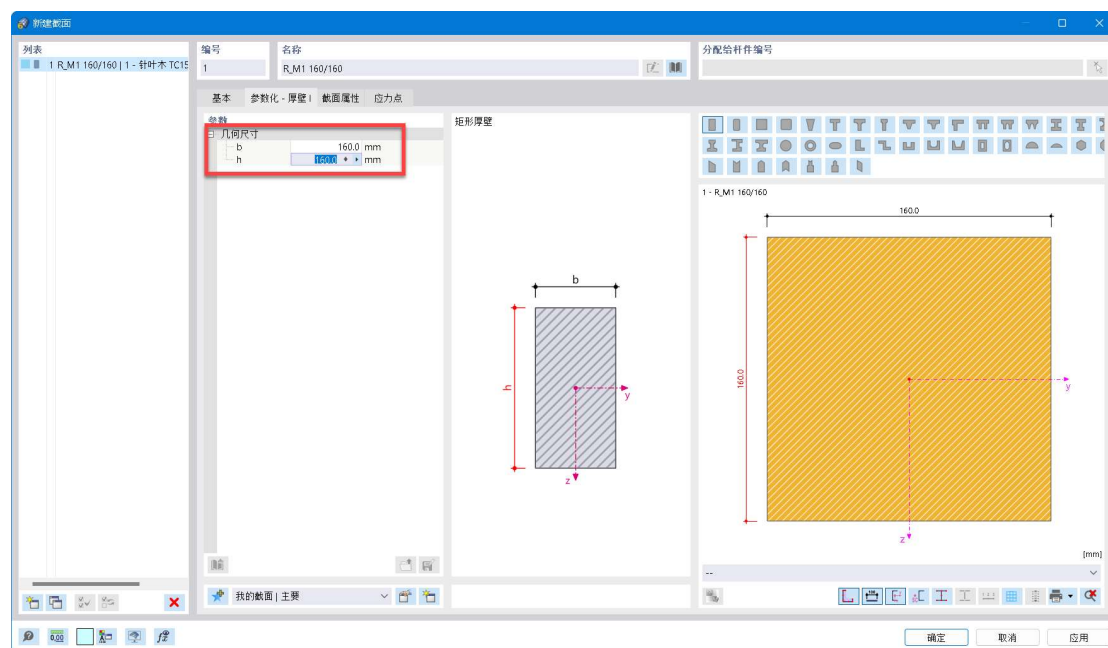 新建截面
列表
1 R_M1 160/160 | 1 - 针叶木 TC15
编号
1
名称
R_M1 160/160
分配给杆件编号
基本 参数化 - 厚壁 I 截面属性 应力点
参数
几何尺寸
b 160.0 mm
h 160.0 mm
矩形厚壁
b
h
y
z
1 - R_M1 160/160
160.0
160.0
y
z
[mm]
--
我的截面 | 主要
0,00
100
确定 取消 应用